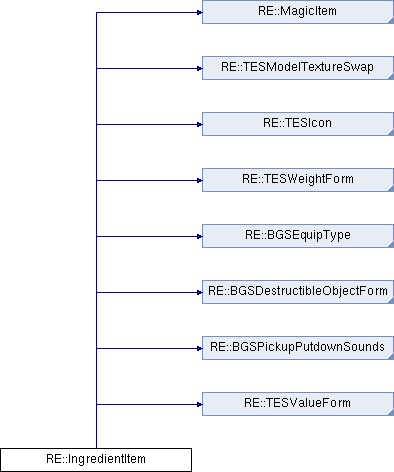 RE::MagicItem
RE::TESModelTextureSwap
RE::TESIcon
RE::TESWeightForm
RE::BGSEquipType
RE::BGSDestructibleObjectForm
RE::BGSPickupPutdownSounds
RE::TESValueForm
RE::IngredientItem